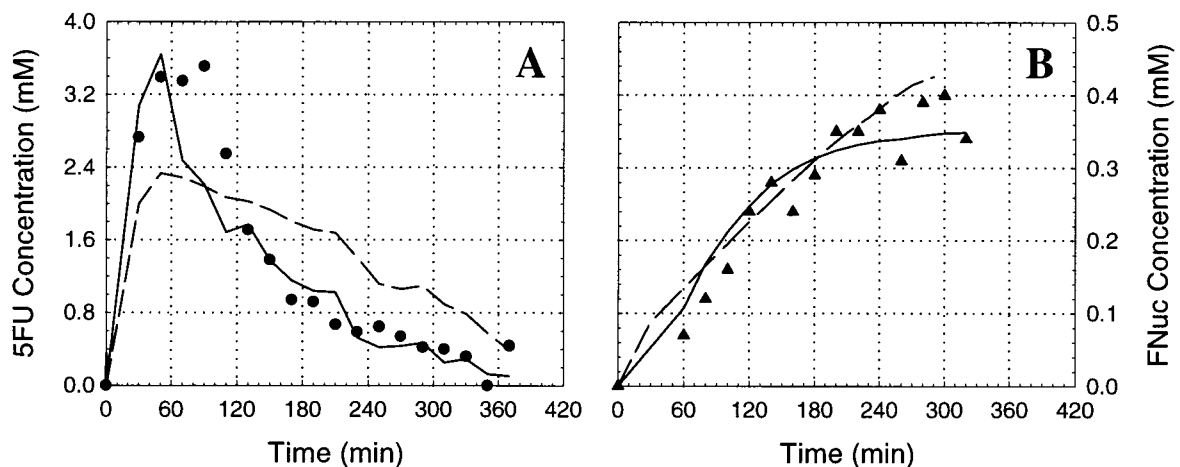 A
5FU Concentration (mM)
4.0
3.2
2.4
1.6
0.8
0.0
0 60 120 180 240 300 360 420
Time (min)
B
0.5
0.4
0.3
0.2
0.1
0.0
FNuc Concentration (mM)
0 60 120 180 240 300 360 420
Time (min)